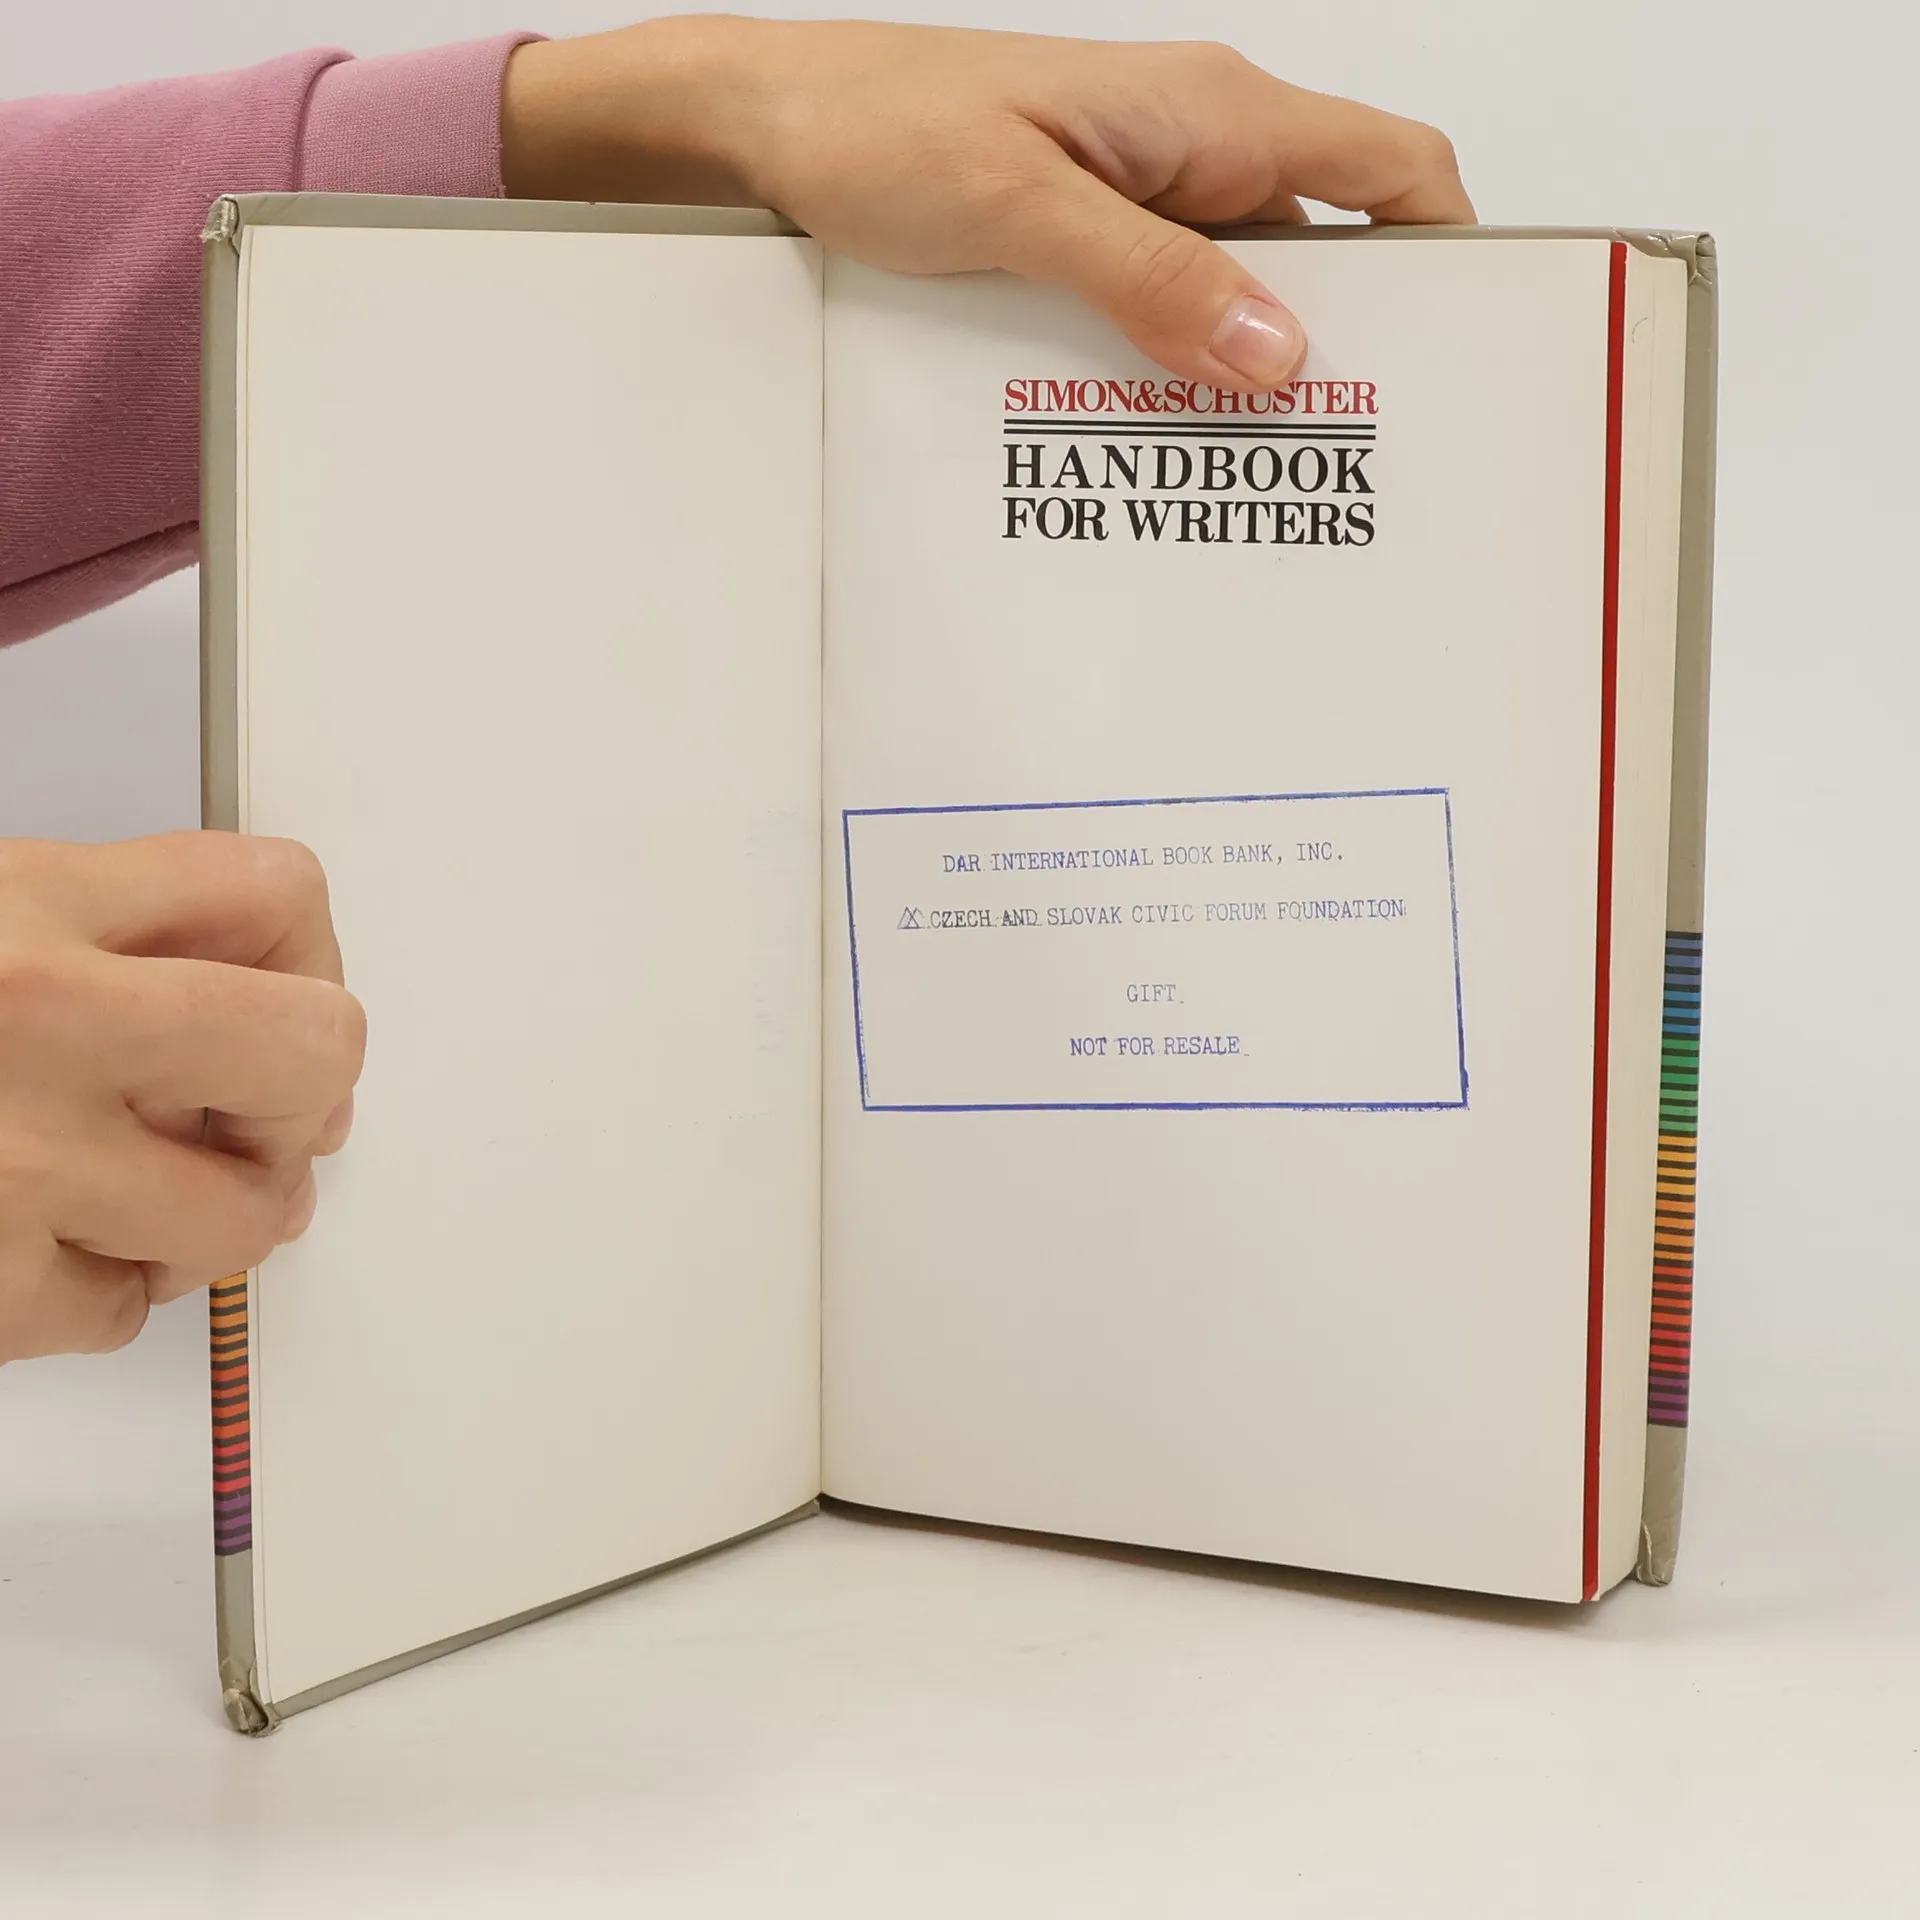 SIMON&SCHUSTER
HANDBOOK
FOR WRITERS
DAR INTERNATIONAL BOOK BANK, INC.
CZECH AND SLOVAK CIVIC FORUM FOUNDATION
GIFT
NOT FOR RESALE